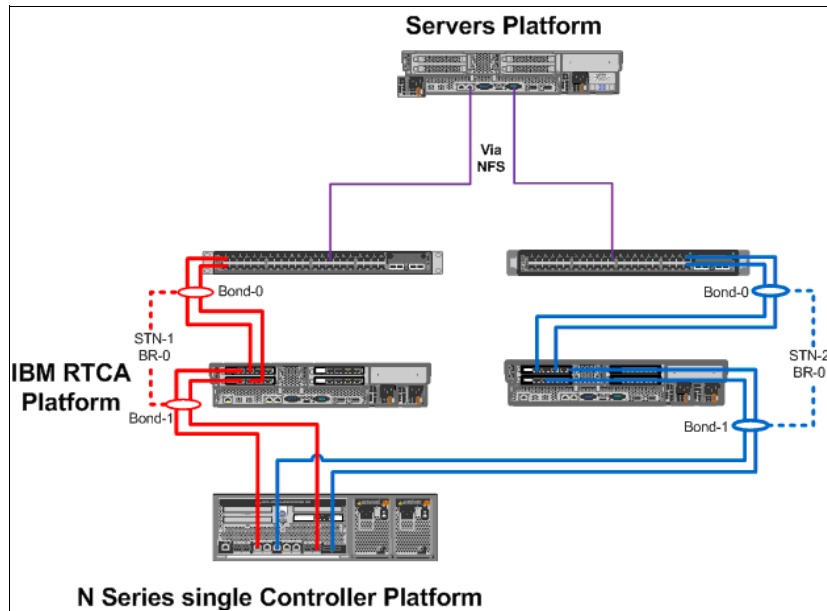 Servers Platform
Via
NFS
Bond-0
Bond-0
STN-1
BR-0
STN-2
BR-0
IBM RTCA
Platform
Bond-1
Bond-1
N Series single Controller Platform